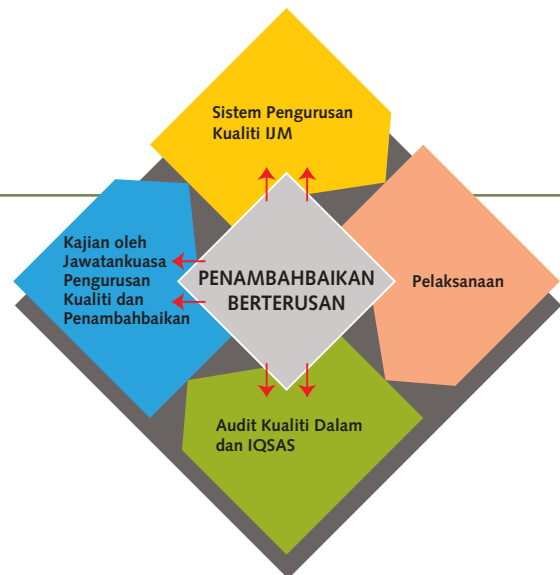 Sistem Pengurusan
Kualiti IJM
Kajian oleh
Jawatankuasa
Pengurusan
Kualiti dan
Penambahbaikan
PENAMBAHBAIKAN
BERTERUSAN
Pelaksanaan
Audit Kualiti Dalam
dan IQSAS